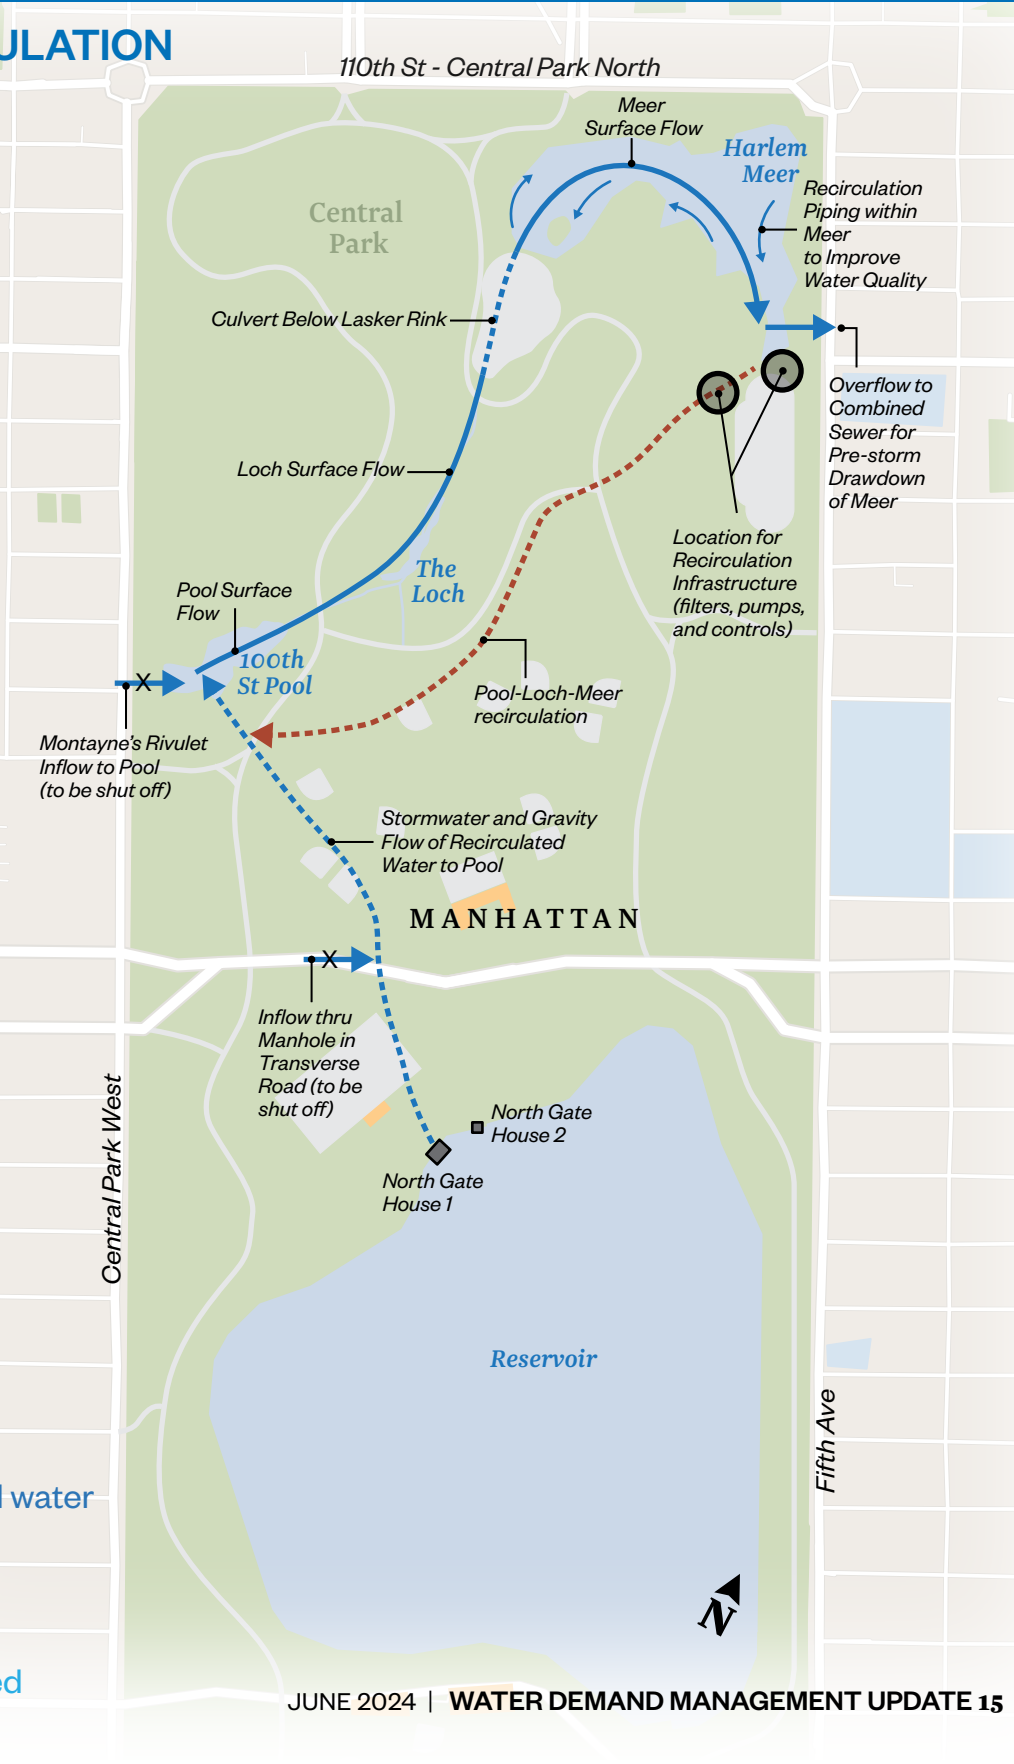 ULATION
110th St - Central Park North
Meer
Surface Flow
Harlem
Meer
Central
Park
Recirculation
Piping within
Meer
to Improve
Water Quality
Culvert Below Lasker Rink
Overflow to
Combined
Sewer for
Pre-storm
Drawdown
of Meer
Loch Surface Flow
Location for
Recirculation
Infrastructure
(filters, pumps,
and controls)
The
Loch
Pool Surface
Flow
100th
St Pool
X
Pool-Loch-Meer
recirculation
Montayne's Rivulet
Inflow to Pool
(to be shut off)
Stormwater and Gravity
Flow of Recirculated
Water to Pool
MANHATTAN
X
Inflow thru
Manhole in
Transverse
Road (to be
shut off)
North Gate
House 2
North Gate
House 1
Central Park West
Reservoir
Fifth Ave
water
N
ed
JUNE 2024 | WATER DEMAND MANAGEMENT UPDATE 15